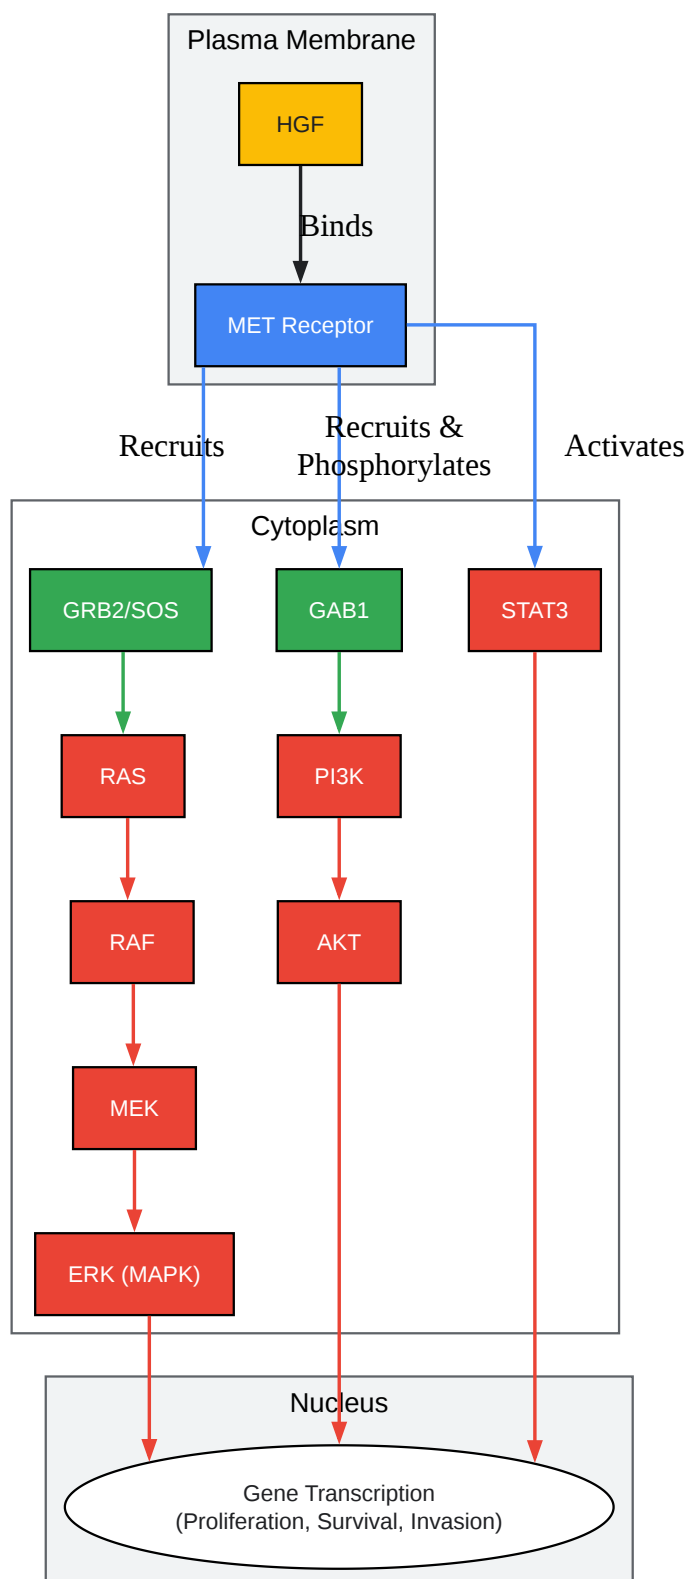 Plasma Membrane
HGF
Binds
MET Receptor
Recruits
Recruits &
Phosphorylates
Activates
Cytoplasm
GRB2/SOS
GAB1
STAT3
RAS
PI3K
RAF
AKT
MEK
ERK (MAPK)
Nucleus
Gene Transcription
(Proliferation, Survival, Invasion)